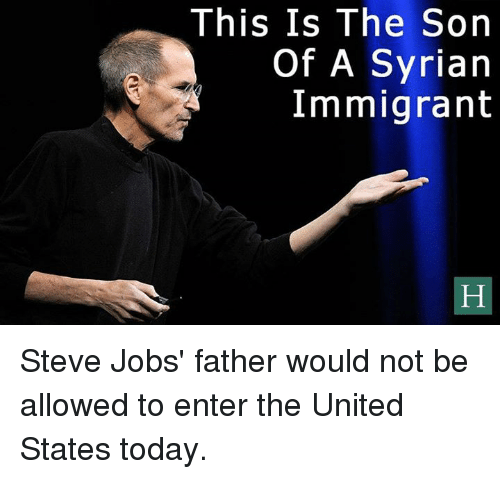 This Is The Son
Of A Syrian
Immigrant
H
Steve Jobs' father would not be
allowed to enter the United
States today.